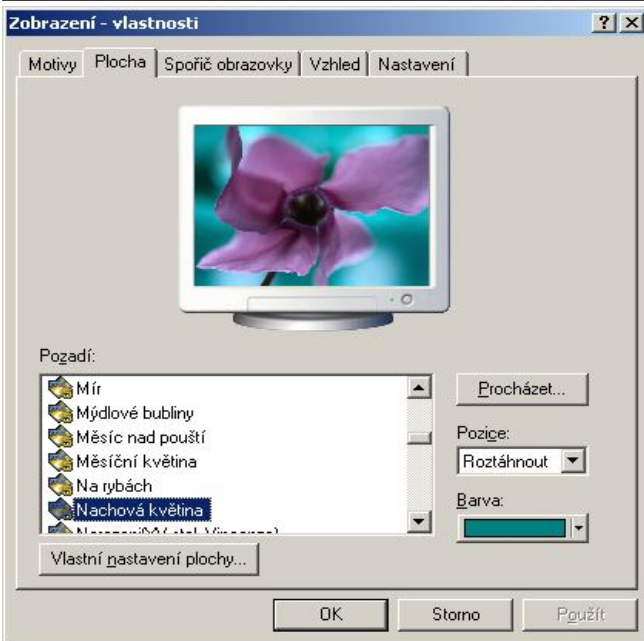 Zobrazení - vlastnosti
Motivy Plocha Spořič obrazovky Vzhled Nastavení
Pozadí:
Mír
Mýdlové bubliny
Měsíc nad pouští
Měsíční květina
Na rybách
Nachová květina
Procházet...
Pozice:
Roztáhnout
Barva:
Vlastní nastavení plochy...
OK Storno Použít